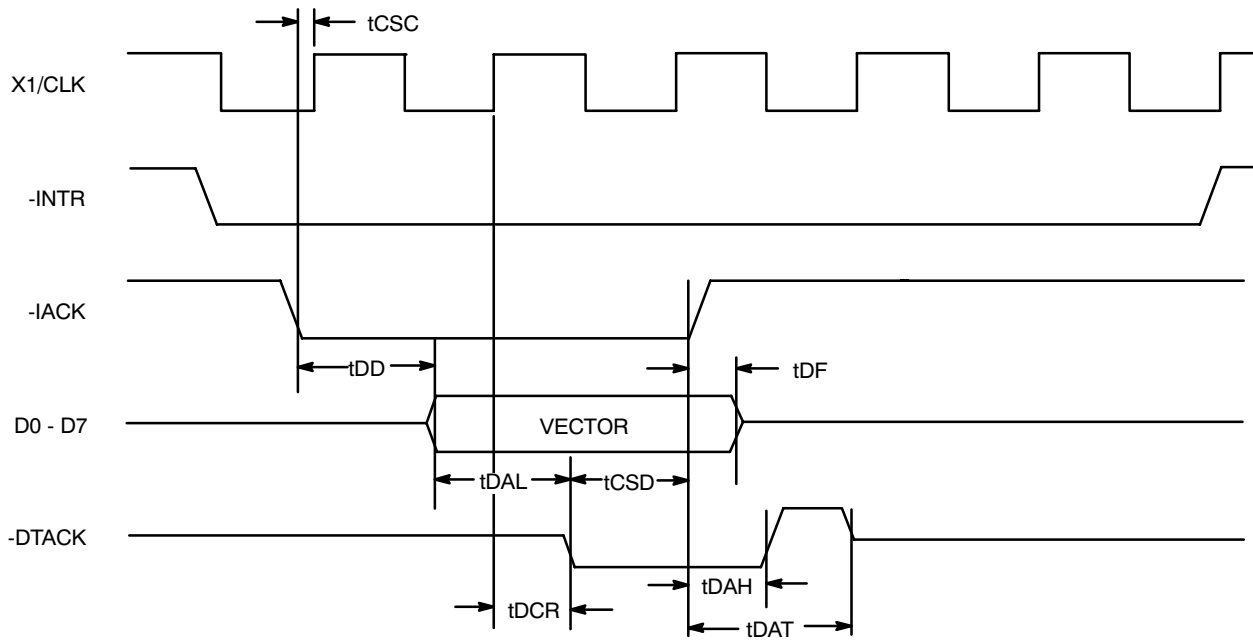 tCSC
X1/CLK
-INTR
-IACK
tDD
tDF
D0 - D7
VECTOR
tDAL
tCSD
-DTACK
tDAH
tDCR
tDAT